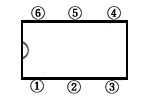 ⑥ ⑤ ④
① ② ③